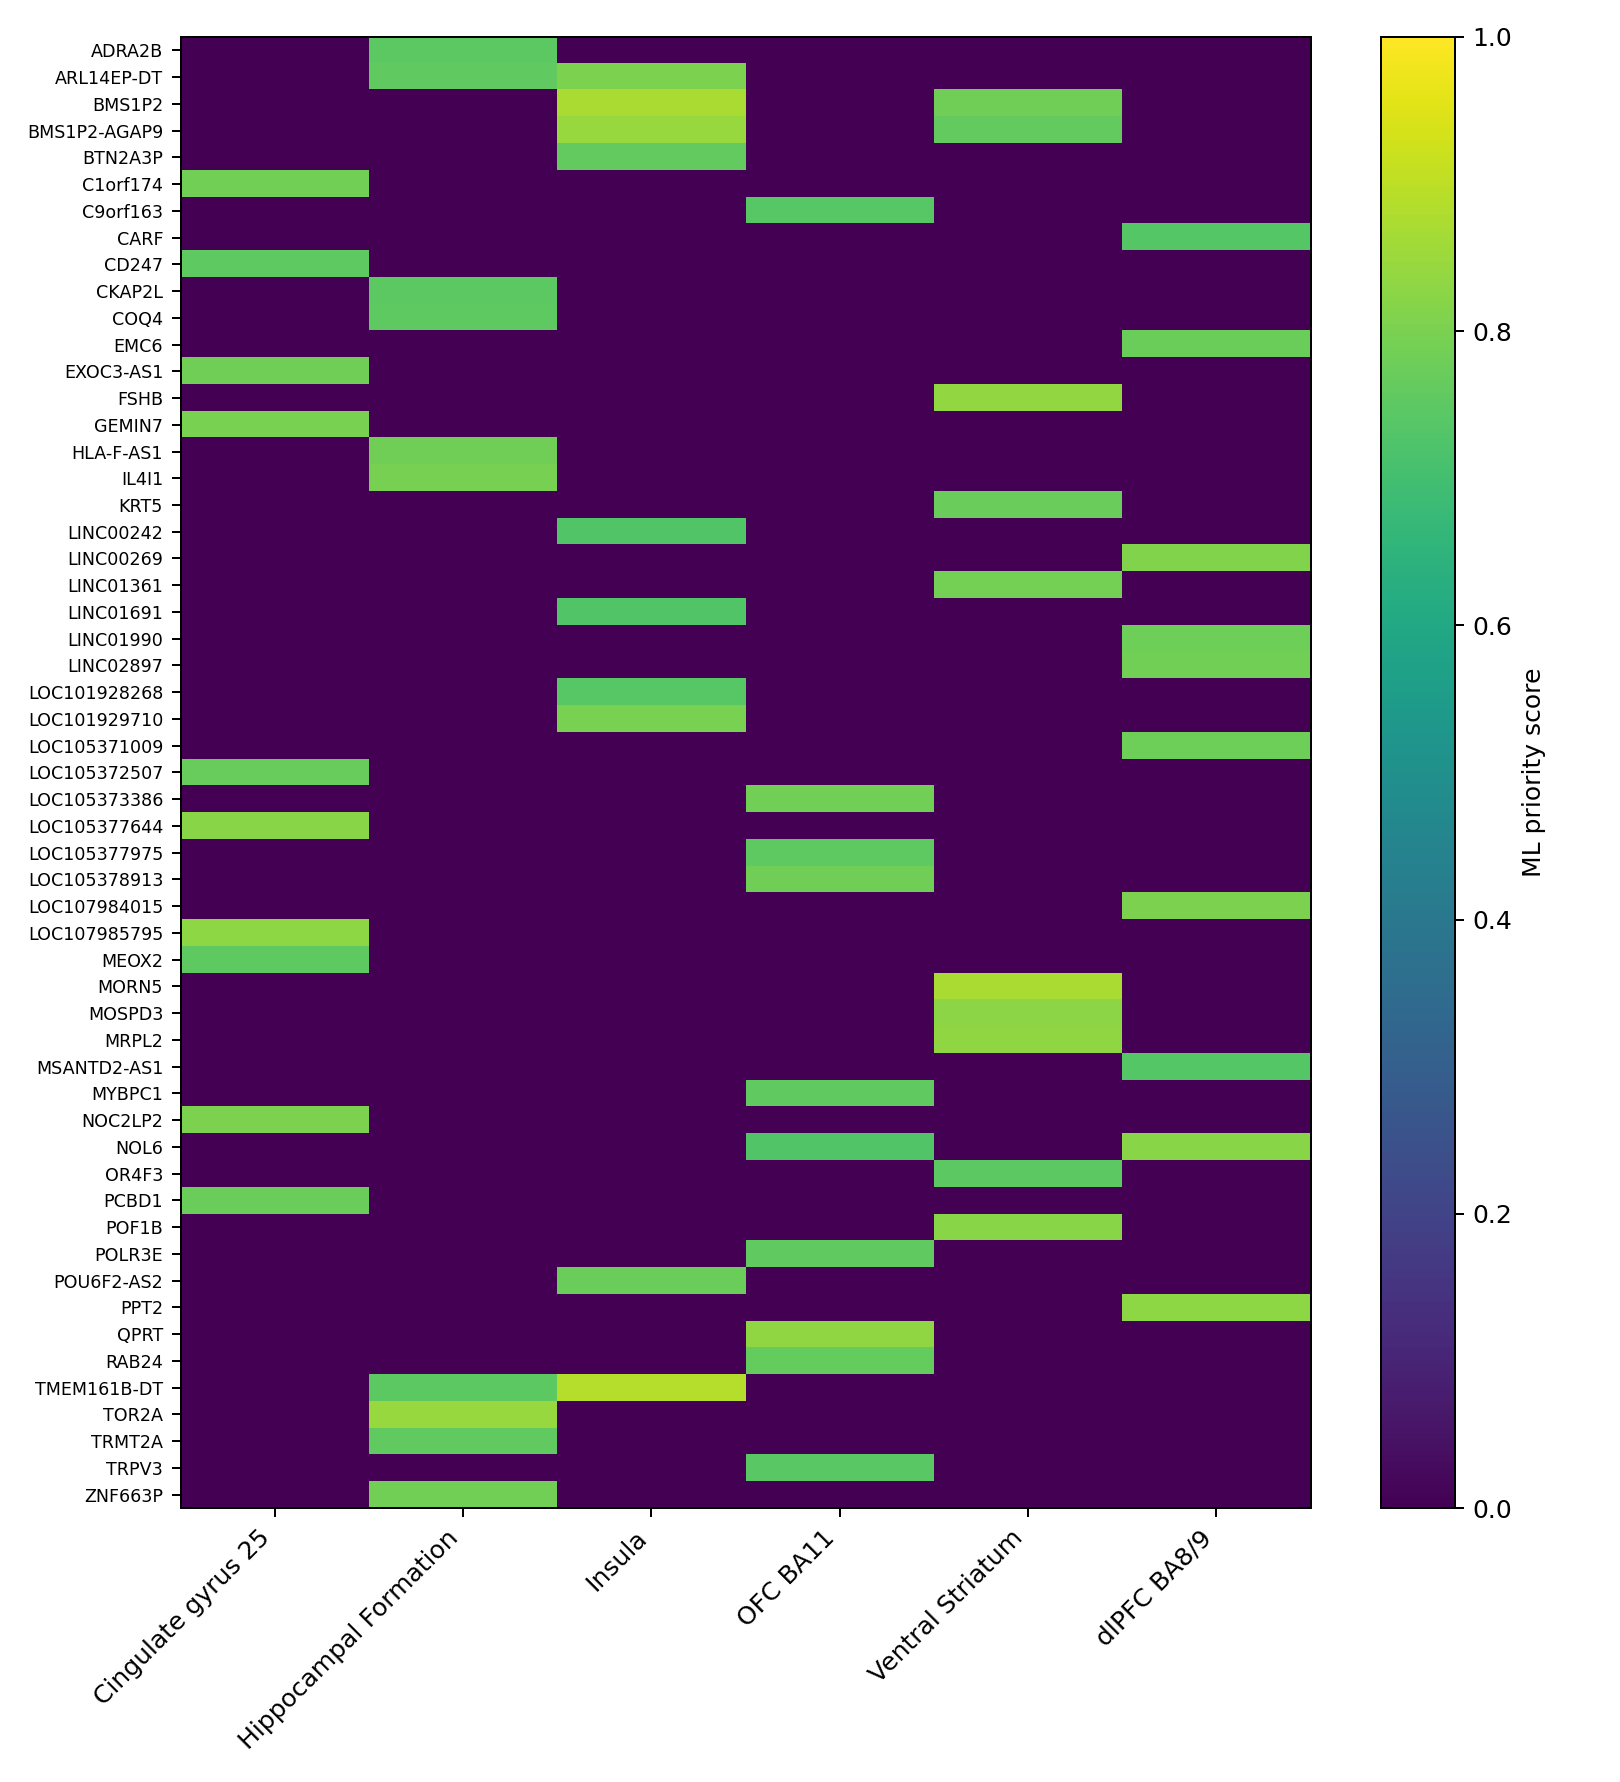 ADRA2B
ARL14EP-DT
BMS1P2
BMS1P2-AGAP9
BTN2A3P
C1orf174
C9orf163
CARF
CD247
CKAP2L
COQ4
EMC6
EXOC3-AS1
FSHB
GEMIN7
HLA-F-AS1
IL4I1
KRT5
LINC00242
LINC00269
LINC01361
LINC01691
LINC01990
LINC02897
LOC101928268
LOC101929710
LOC105371009
LOC105372507
LOC105373386
LOC105377644
LOC105377975
LOC105378913
LOC107984015
LOC107985795
MEOX2
MORN5
MOSPD3
MRPL2
MSANTD2-AS1
MYBPC1
NOC2LP2
NOL6
OR4F3
PCBD1
POF1B
POLR3E
POU6F2-AS2
PPT2
QPRT
RAB24
TMEM161B-DT
TOR2A
TRMT2A
TRPV3
ZNF663P
Cingulate gyrus 25
Hippocampal Formation
Insula
OFC BA11
Ventral Striatum
dlPFC BA8/9
1.0
0.8
0.6
0.4
0.2
0.0
ML priority score